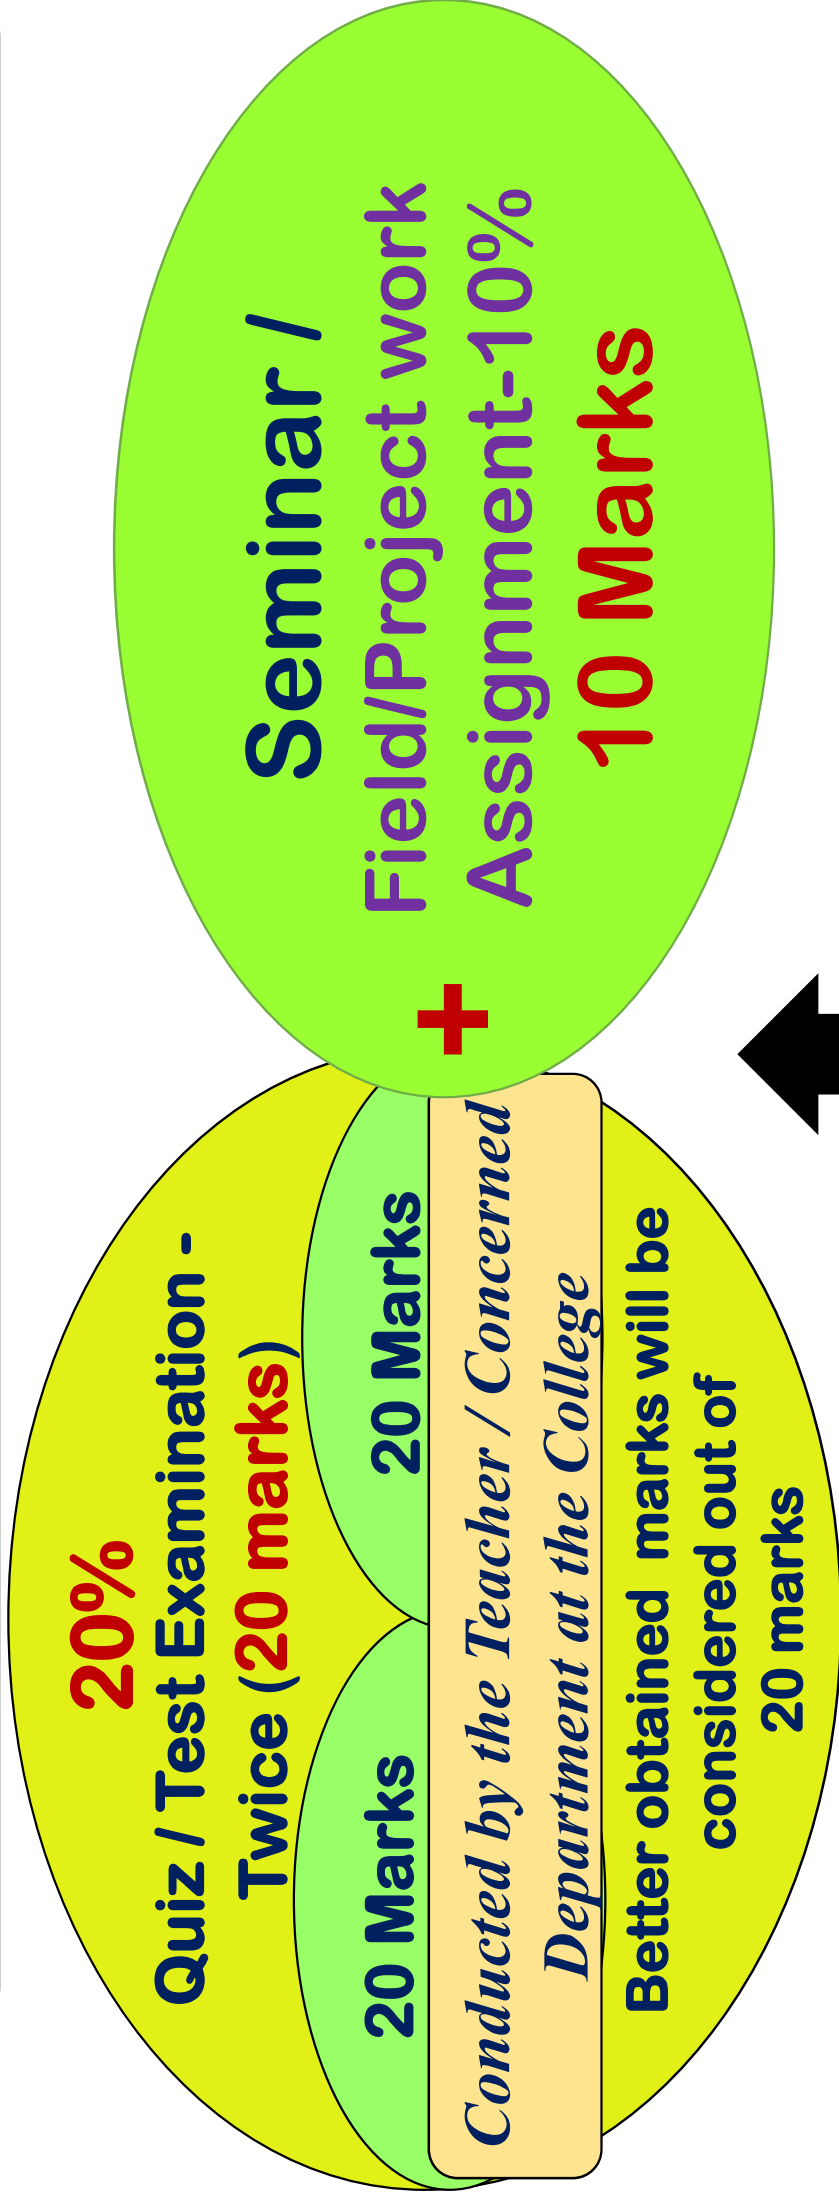 20%
Quiz / Test Examination -
Twice (20 marks)
20 Marks
20 Marks
Conducted by the Teacher / Concerned
Department at the College
Better obtained marks will be
considered out of
20 marks
+
Seminar /
Field/Project work
Assignment-10%
10 Marks